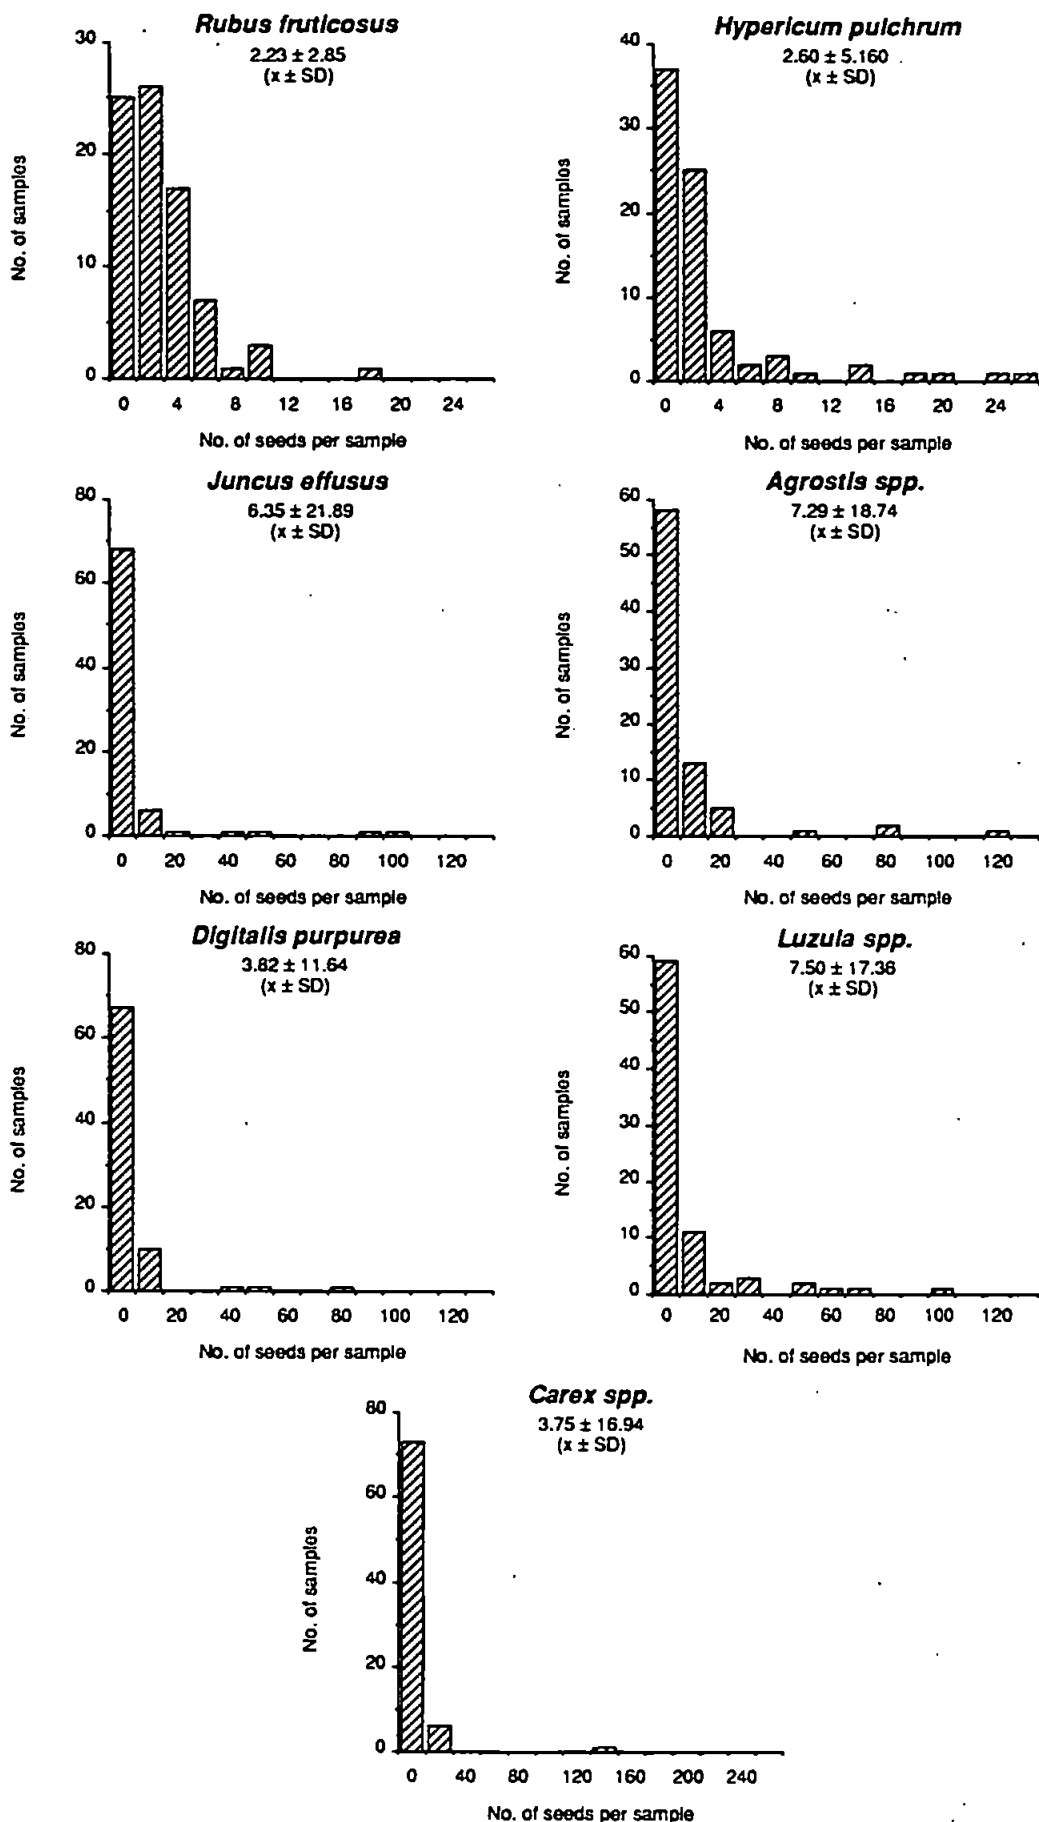 Rubus fruticosus
2.23 ± 2.85
(x ± SD)
30
20
10
0
No. of samples
0 4 8 12 16 20 24
No. of seeds per sample
Hypericum pulchrum
2.60 ± 5.160
(x ± SD)
40
30
20
10
0
No. of samples
0 4 8 12 16 20 24
No. of seeds per sample
Juncus effusus
6.35 ± 21.89
(x ± SD)
80
60
40
20
0
No. of samples
0 20 40 60 80 100 120
No. of seeds per sample
Agrostis spp.
7.29 ± 18.74
(x ± SD)
60
50
40
30
20
10
0
No. of samples
0 20 40 60 80 100 120
No. of seeds per sample
Digitalis purpurea
3.82 ± 11.64
(x ± SD)
80
60
40
20
0
No. of samples
0 20 40 60 80 100 120
No. of seeds per sample
Luzula spp.
7.50 ± 17.38
(x ± SD)
60
50
40
30
20
10
0
No. of samples
0 20 40 60 80 100 120
No. of seeds per sample
Carex spp.
3.75 ± 16.94
(x ± SD)
80
60
40
20
0
No. of samples
0 40 80 120 160 200 240
No. of seeds per sample